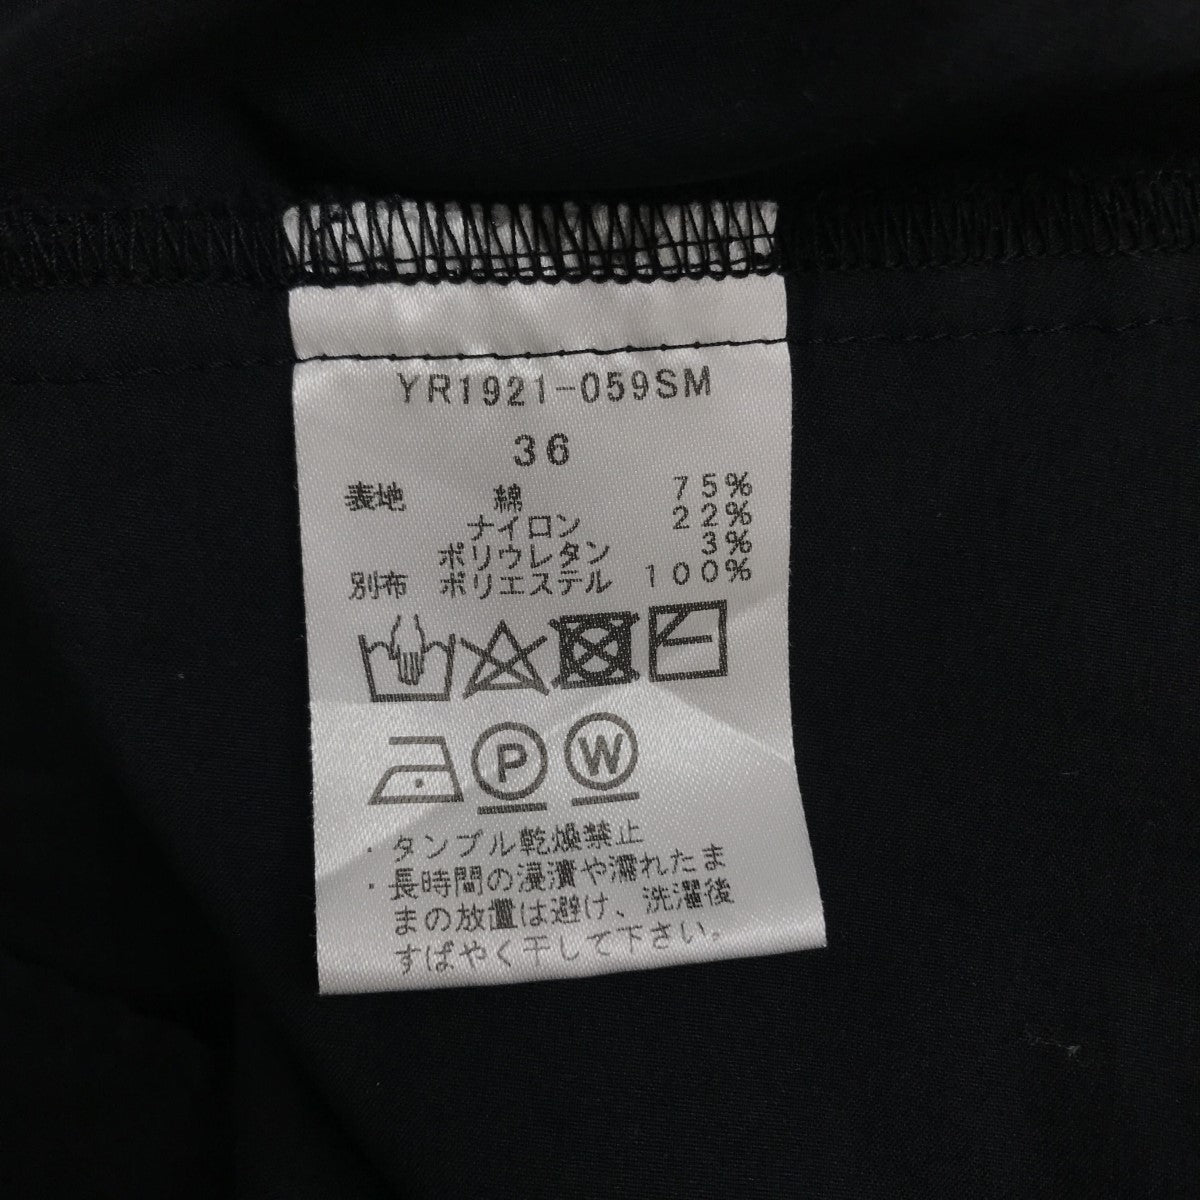 YR1921-059SM
36
表地 綿 75%
ナイロン 22%
ポリウレタン 3%
別布 ポリエステル 100%
P W
・タンブル乾燥禁止
・長時間の浸漬や濡れたま
まの放置は避け、洗濯後
すばやく干して下さい。